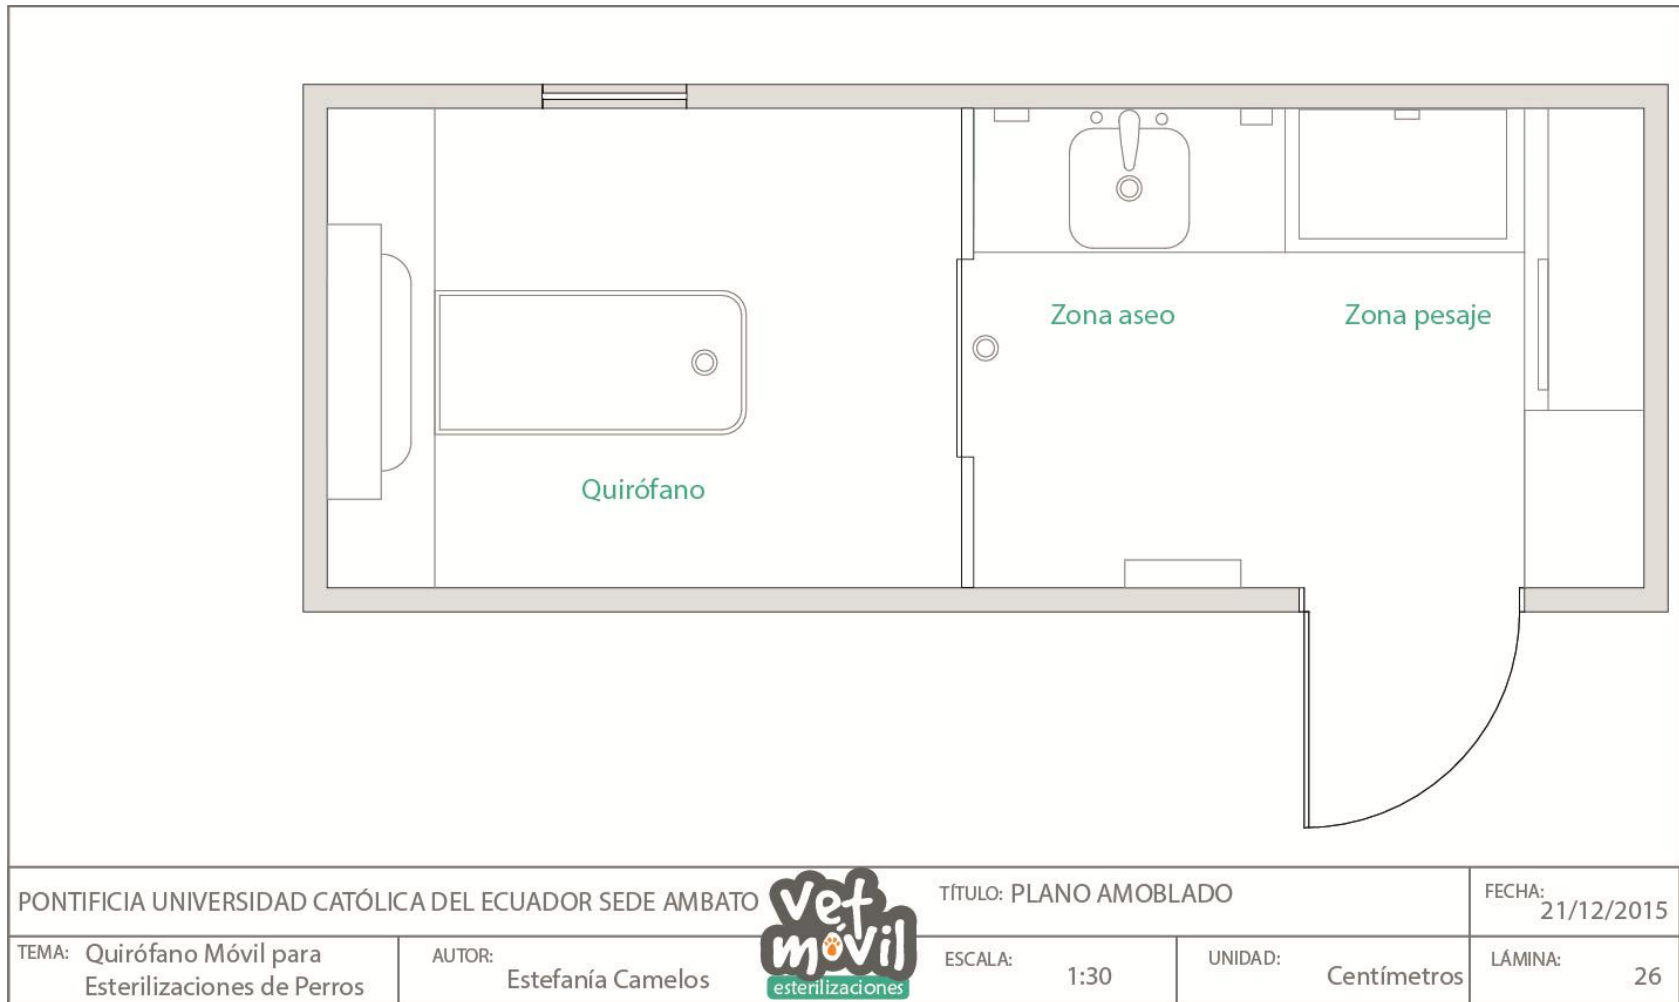 Zona aseo
Zona pesaje
Quirófano
PONTIFICIA UNIVERSIDAD CATÓLICA DEL ECUADOR SEDE AMBATO
vet
móvil
esterilizaciones
TÍTULO: PLANO AMOBLADO
FECHA:
21/12/2015
TEMA: Quirófano Móvil para
Esterilizaciones de Perros
AUTOR:
Estefanía Camelos
ESCALA:
1:30
UNIDAD:
Centímetros
LÁMINA:
26